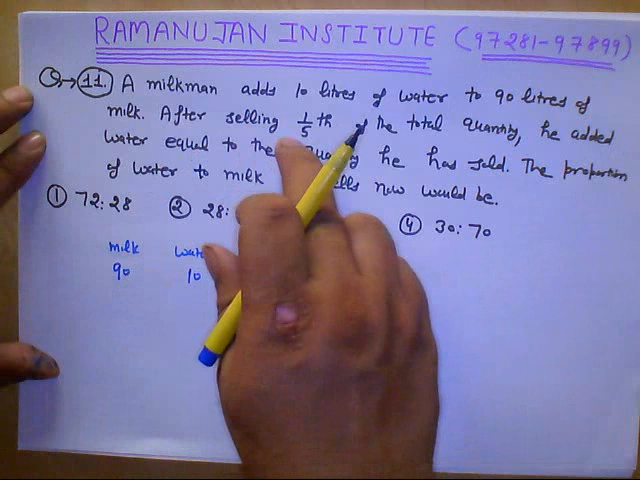 RAMANUJAN INSTITUTE (97281-97899)
Q→ 11. A milkman adds 10 litres of water to 90 litres of
milk. After selling 1/5 th of the total quantity, he added
water equal to the he has sold. The proportion
of water to milk now would be.
① 72:28 ② 28: ④ 30:70
milk
90 10